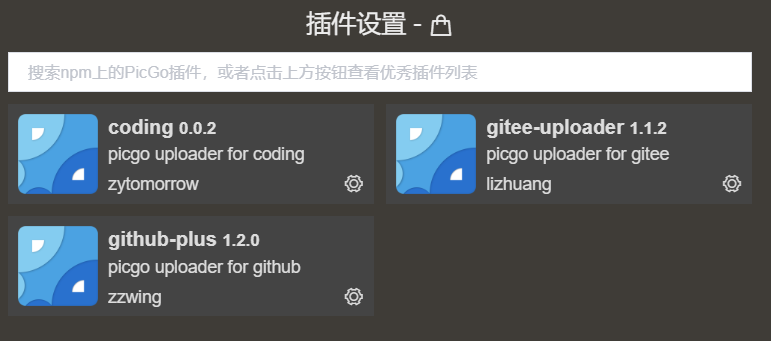 插件设置 -
搜索npm上的PicGo插件，或者点击上方按钮查看优秀插件列表
coding 0.0.2
picgo uploader for coding
zytomorrow
gitee-uploader 1.1.2
picgo uploader for gitee
lizhuang
github-plus 1.2.0
picgo uploader for github
zzwing